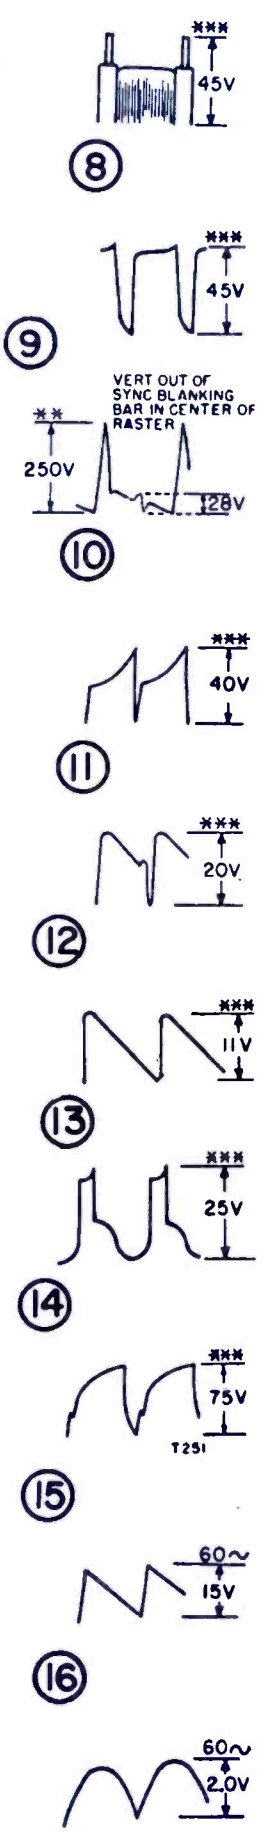 ***
45V
8
***
45V
9
VERT OUT OF
SYNC BLANKING
BAR IN CENTER OF
RASTER
**
250V
28V
10
***
40V
11
***
20V
12
***
11V
13
***
25V
14
***
75V
T251
15
60~
15V
16
60~
2.0V